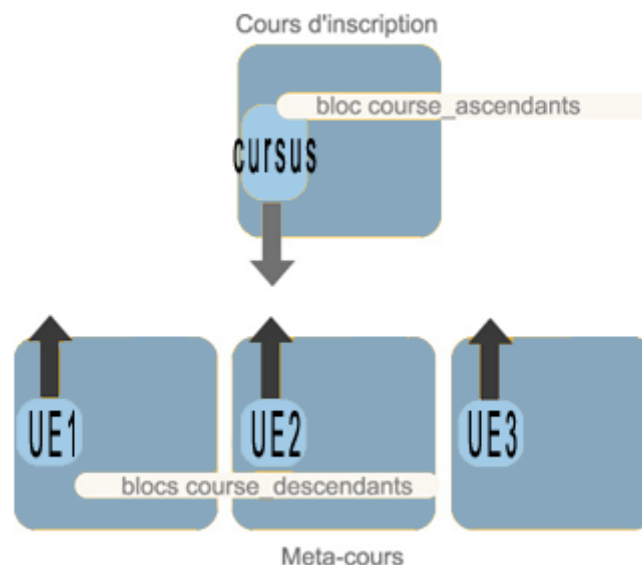 Cours d'inscription
bloc course_ascendants
cursus
UE1
UE2
UE3
blocs course_descendants
Meta-cours